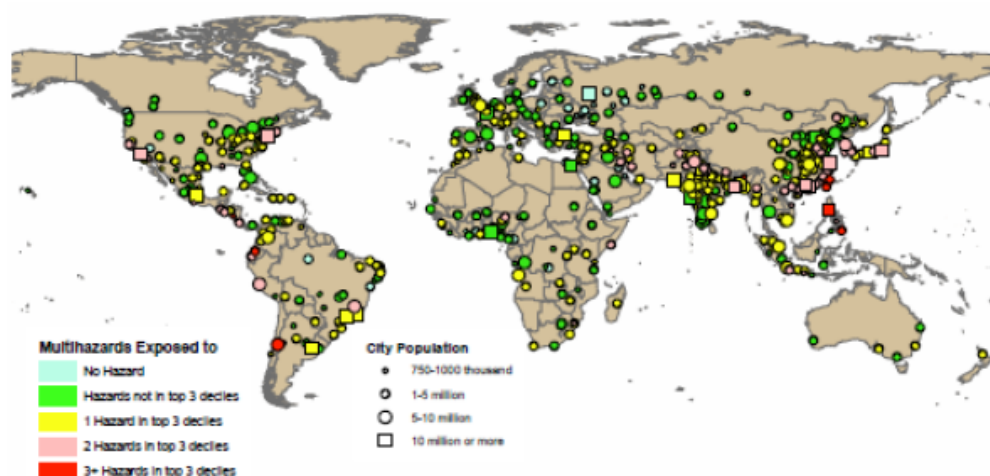 Multihazards Exposed to
No Hazard
Hazards not in top 3 deciles
1 Hazard in top 3 deciles
2 Hazards in top 3 deciles
3+ Hazards in top 3 deciles
City Population
750-1000 thousand
1-5 million
5-10 million
10 million or more